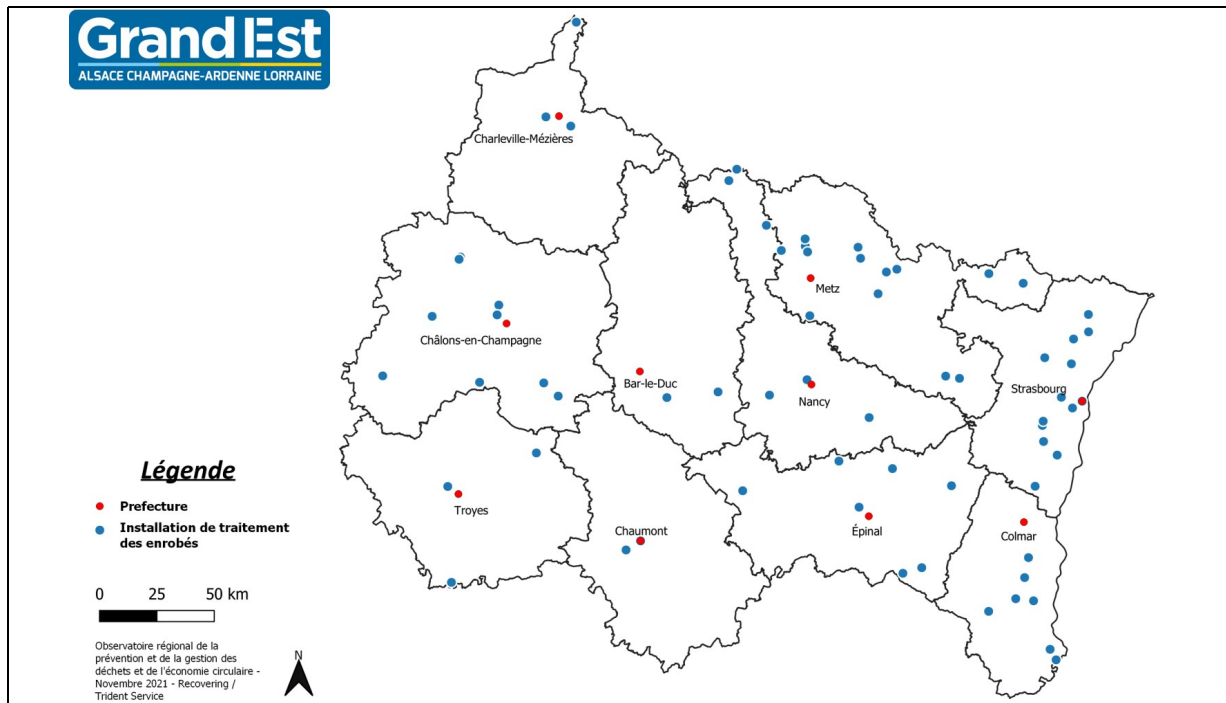 Grand Est
ALSACE CHAMPAGNE-ARDENNE LORRAINE
Charleville-Mézières
Metz
Châlons-en-Champagne
Bar-le-Duc
Nancy
Strasbourg
Troyes
Chaumont
Épinal
Colmar
Légende
Prefecture
Installation de traitement
des enrobés
0 25 50 km
Observatoire régional de la
prévention et de la gestion des
déchets et de l'économie circulaire -
Novembre 2021 - Recovering /
Trident Service
N